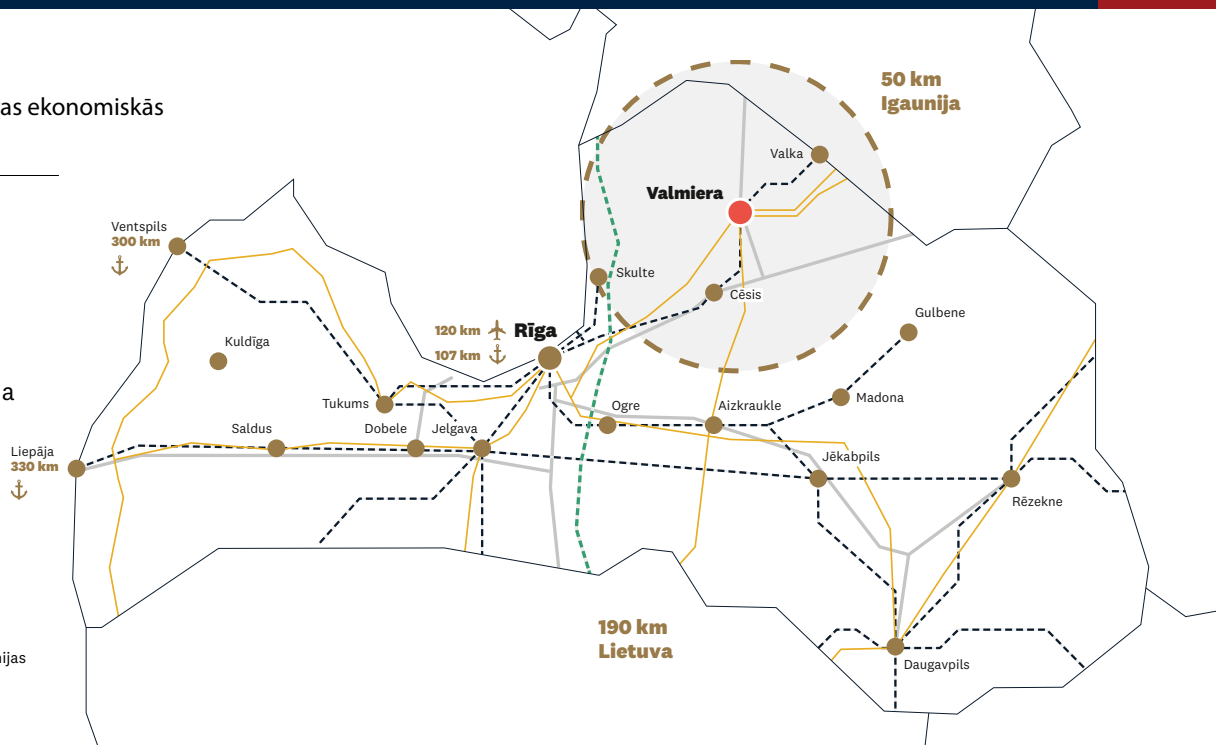 as ekonomiskās
50 km
Igaunija
Valka
Valmiera
Ventspils
300 km
Skulte
Cēsis
Gulbene
120 km
Rīga
107 km
Kuldīga
a
Tukums
Ogre
Aizkraukle
Madona
Saldus
Dobele
Jelgava
Liepāja
330 km
Jēkabpils
Rēzekne
190 km
Lietuva
ijas
Daugavpils